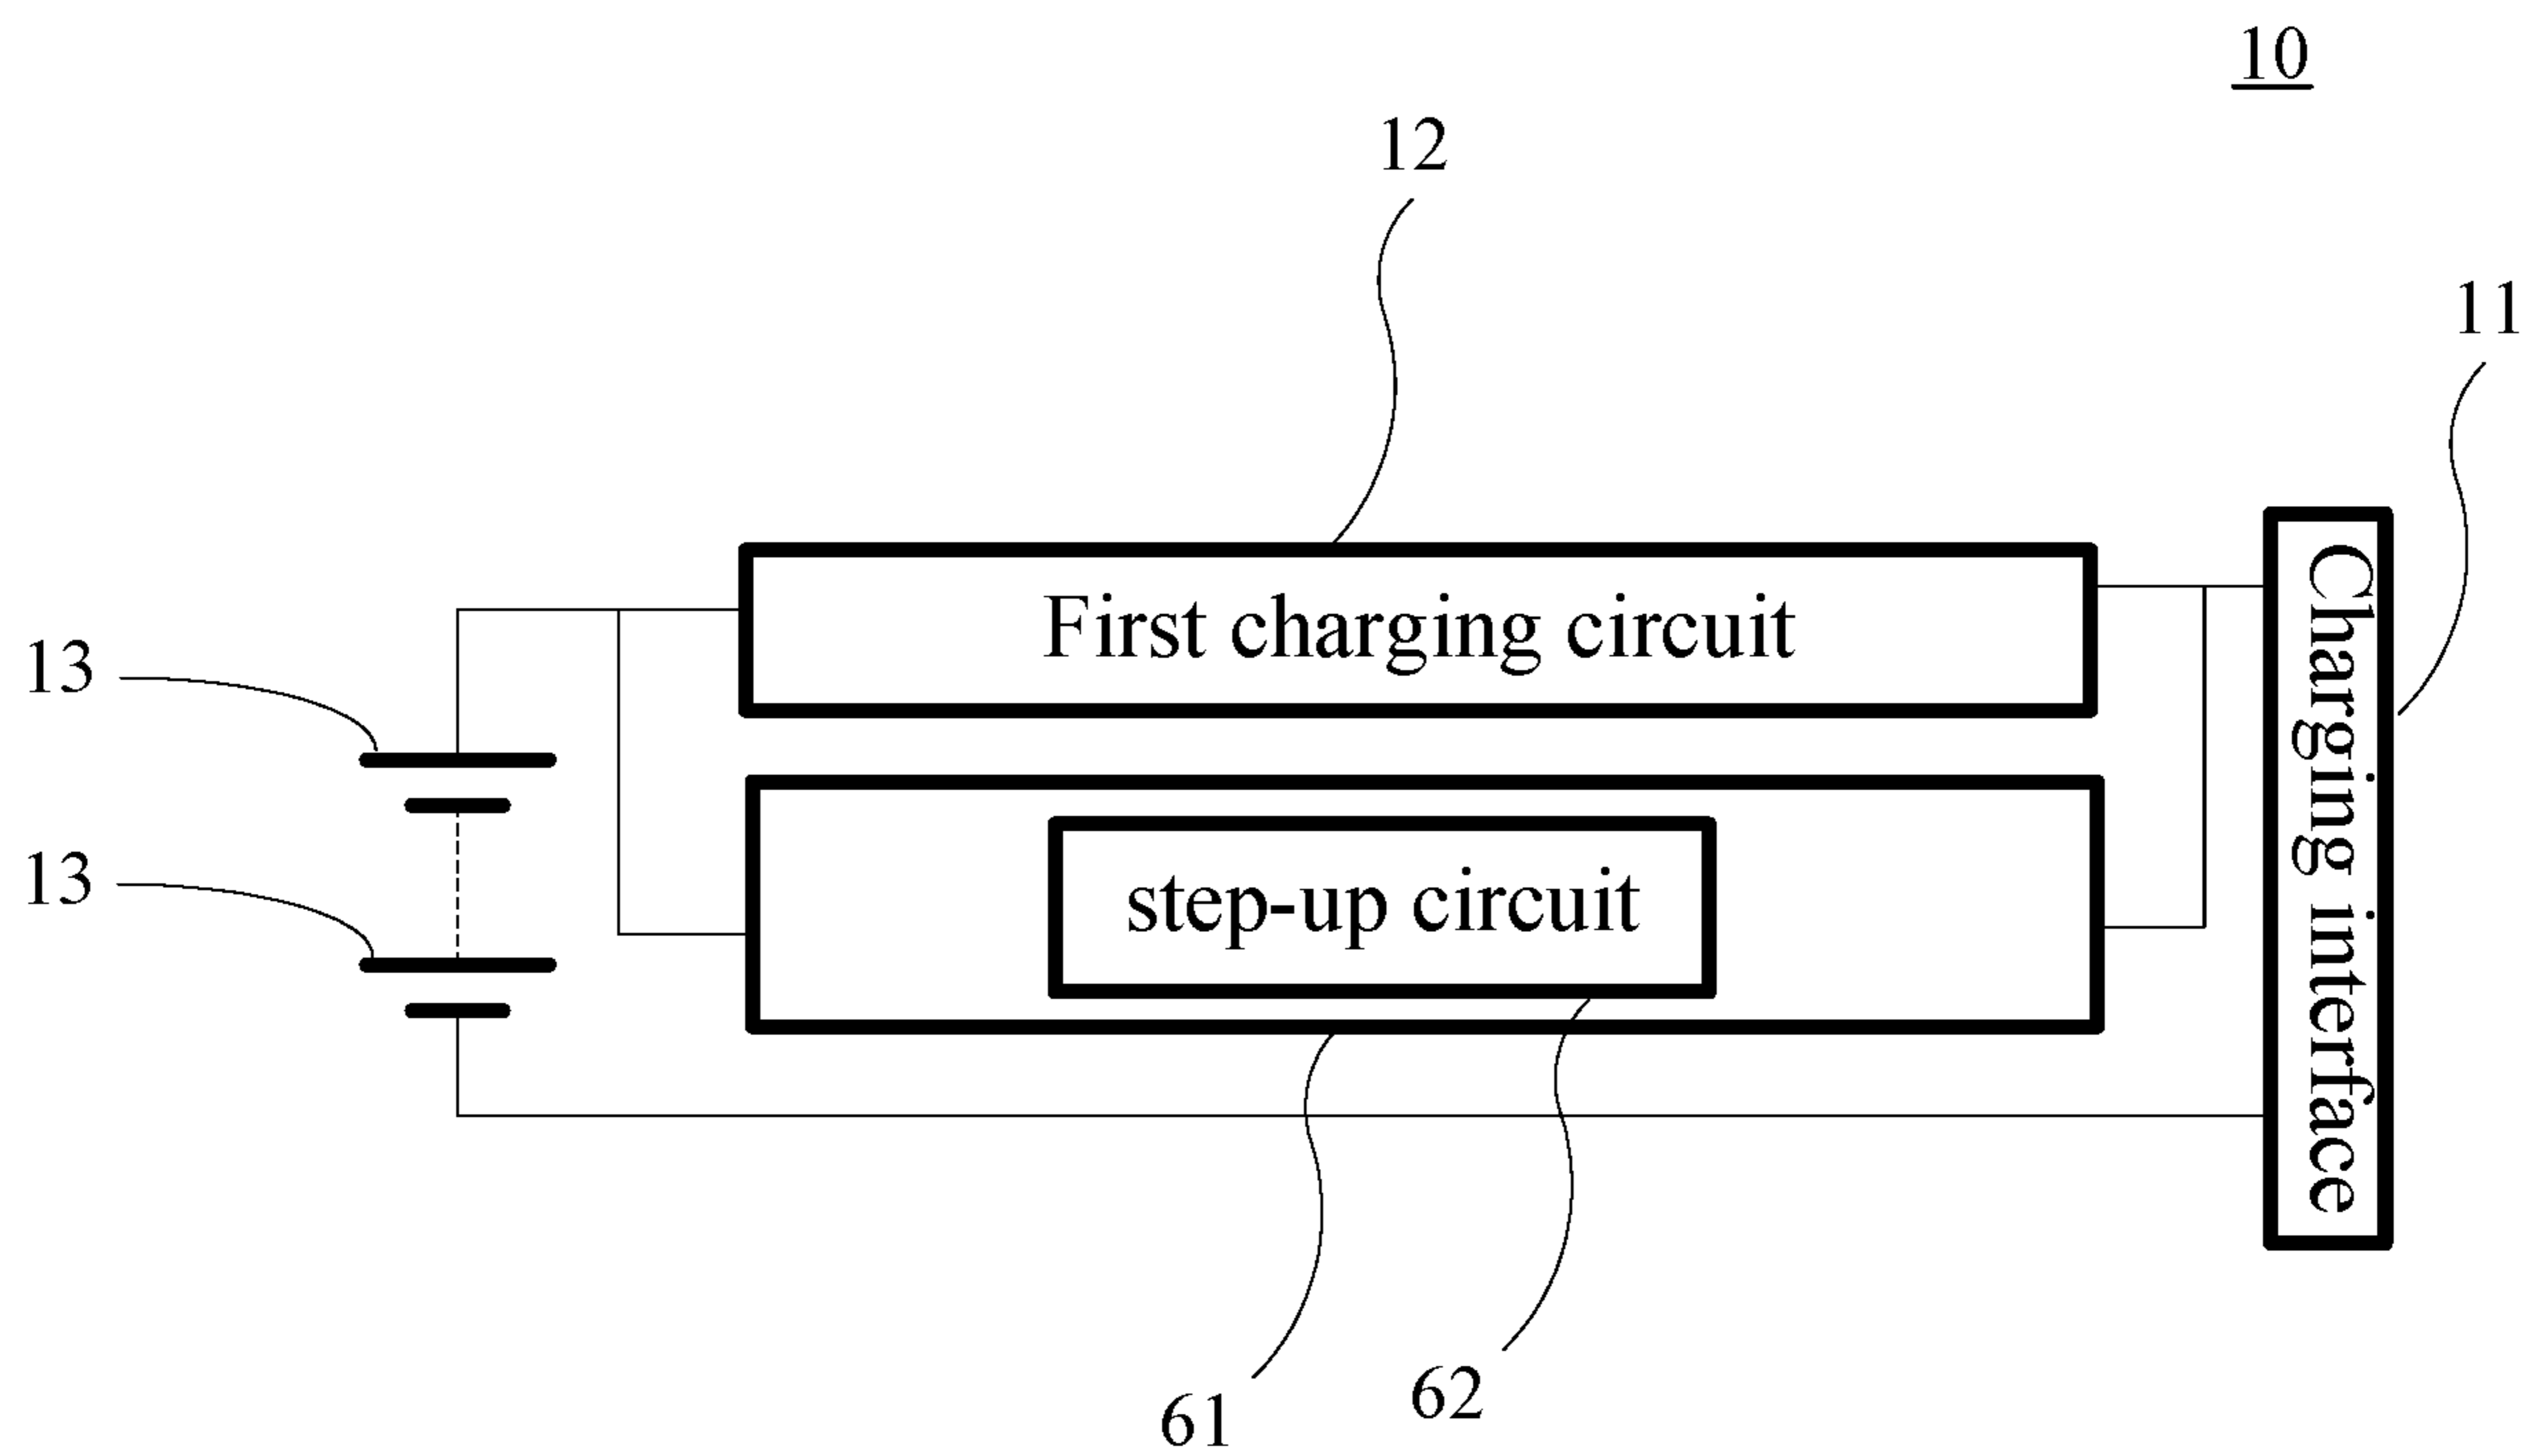 10
12
11
First charging circuit
13
step-up circuit
13
Charging interface
62
61